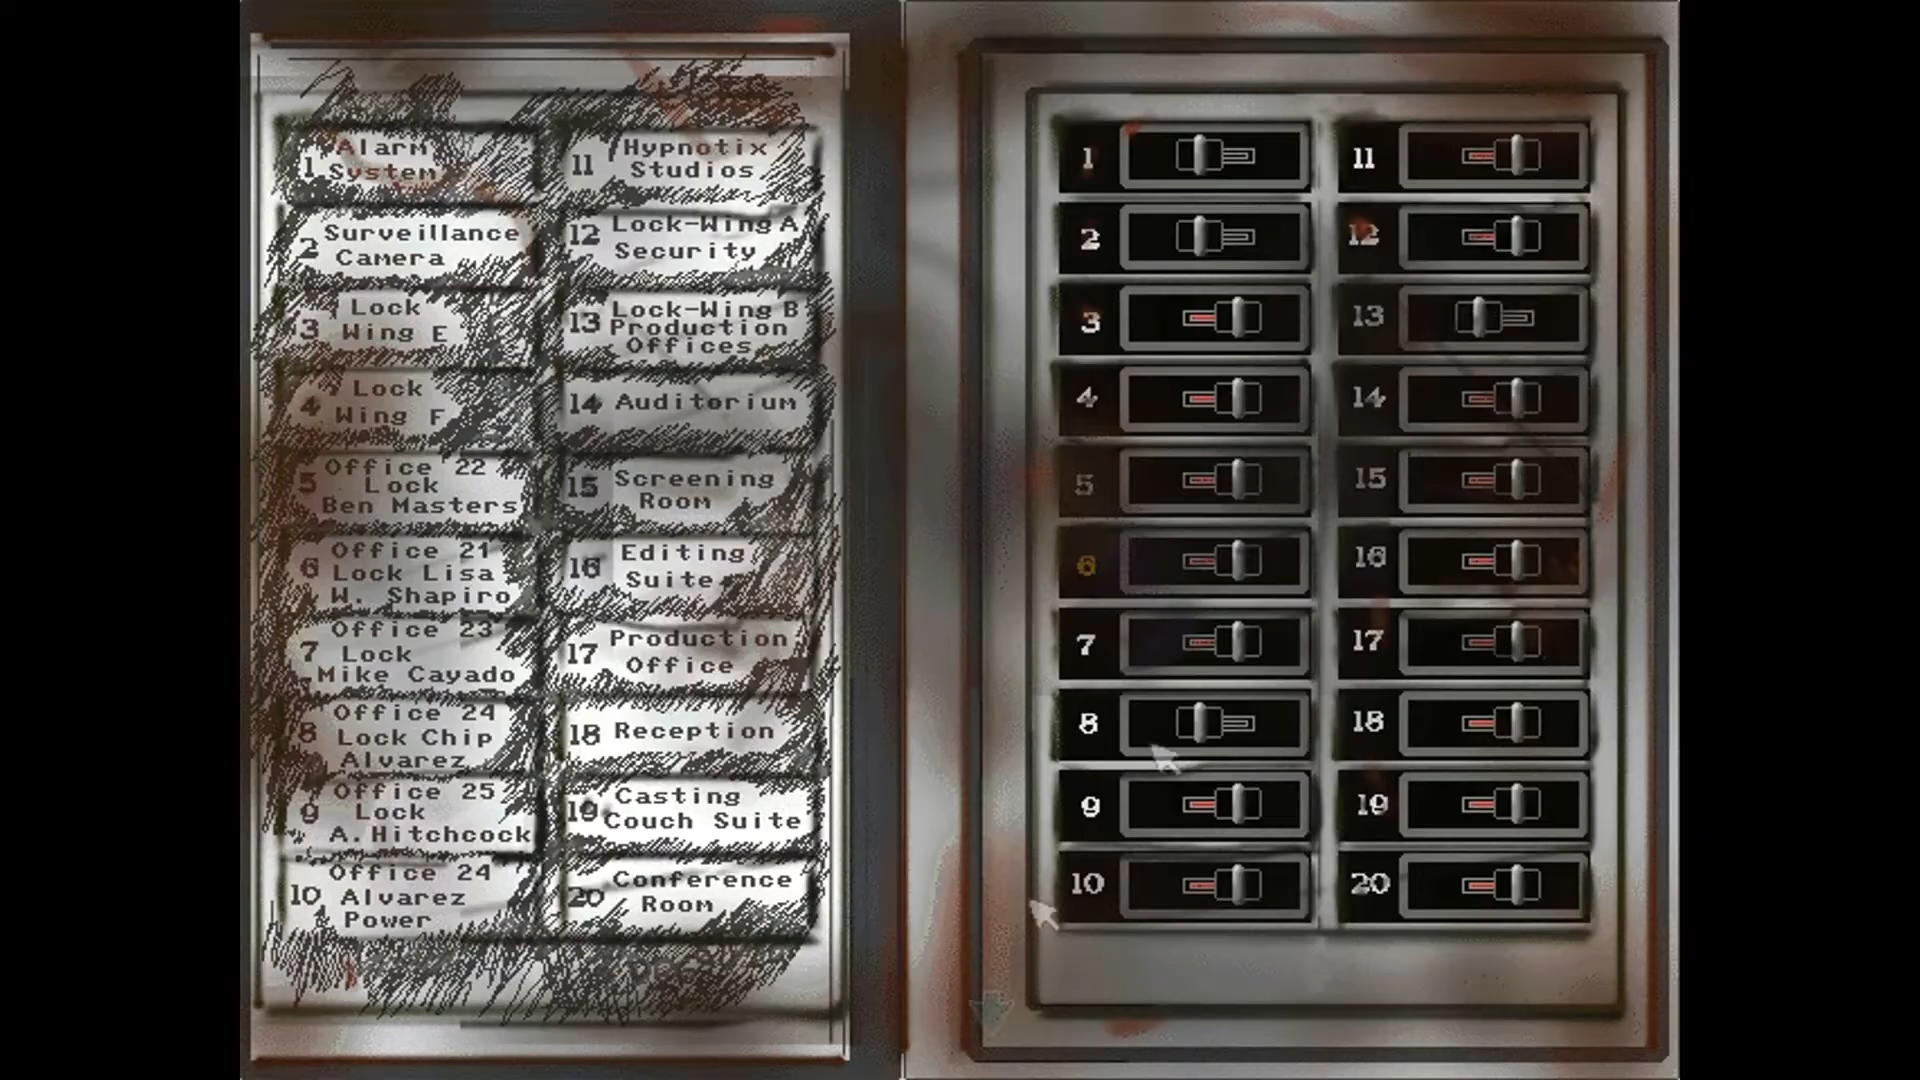 1 Alarm
System
2 Surveillance
Camera
3 Lock
Wing E
4 Lock
Wing F
5 Office 22
Lock
Ben Masters
6 Office 21
Lock Lisa
W. Shapiro
7 Office 23
Lock
Mike Cavado
8 Office 24
Lock Chip
Alvarez
9 Office 25
Lock
A. Hitchcock
10 Office 24
Alvarez
Power
11 Hypnotix
Studios
12 Lock-Wing A
Security
13 Lock-Wing B
Production
Offices
14 Auditorium
15 Screening
Room
16 Editing
Suite
17 Production
Office
18 Reception
19 Casting
Couch Suite
20 Conference
Room
1
2
3
4
5
6
7
8
9
10
11
12
13
14
15
16
17
18
19
20